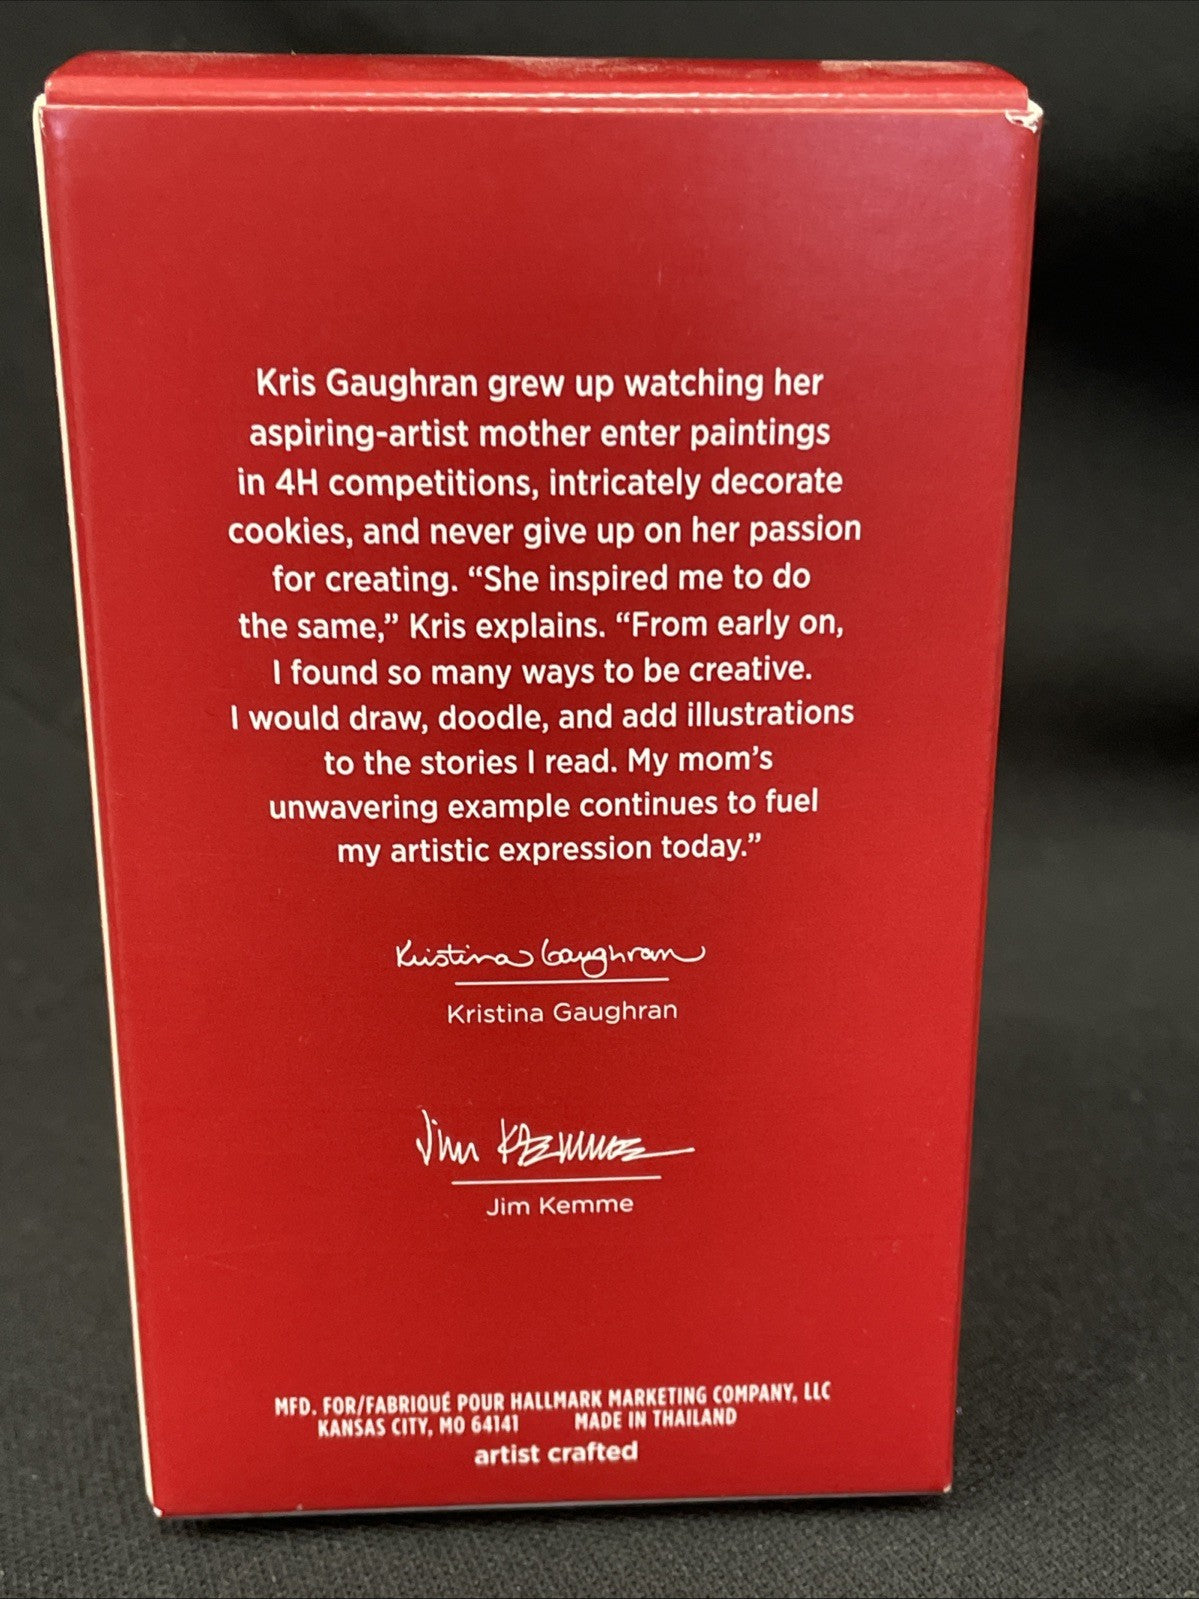 Kris Gaughran grew up watching her
aspiring-artist mother enter paintings
in 4H competitions, intricately decorate
cookies, and never give up on her passion
for creating. “She inspired me to do
the same,” Kris explains. “From early on,
I found so many ways to be creative.
I would draw, doodle, and add illustrations
to the stories I read. My mom’s
unwavering example continues to fuel
my artistic expression today.”
Kristina Gaughran
Kristina Gaughran
Jim Kemme
Jim Kemme
MFD. FOR/FABRIQUÉ POUR HALLMARK MARKETING COMPANY, LLC
KANSAS CITY, MO 64141 MADE IN THAILAND
artist crafted